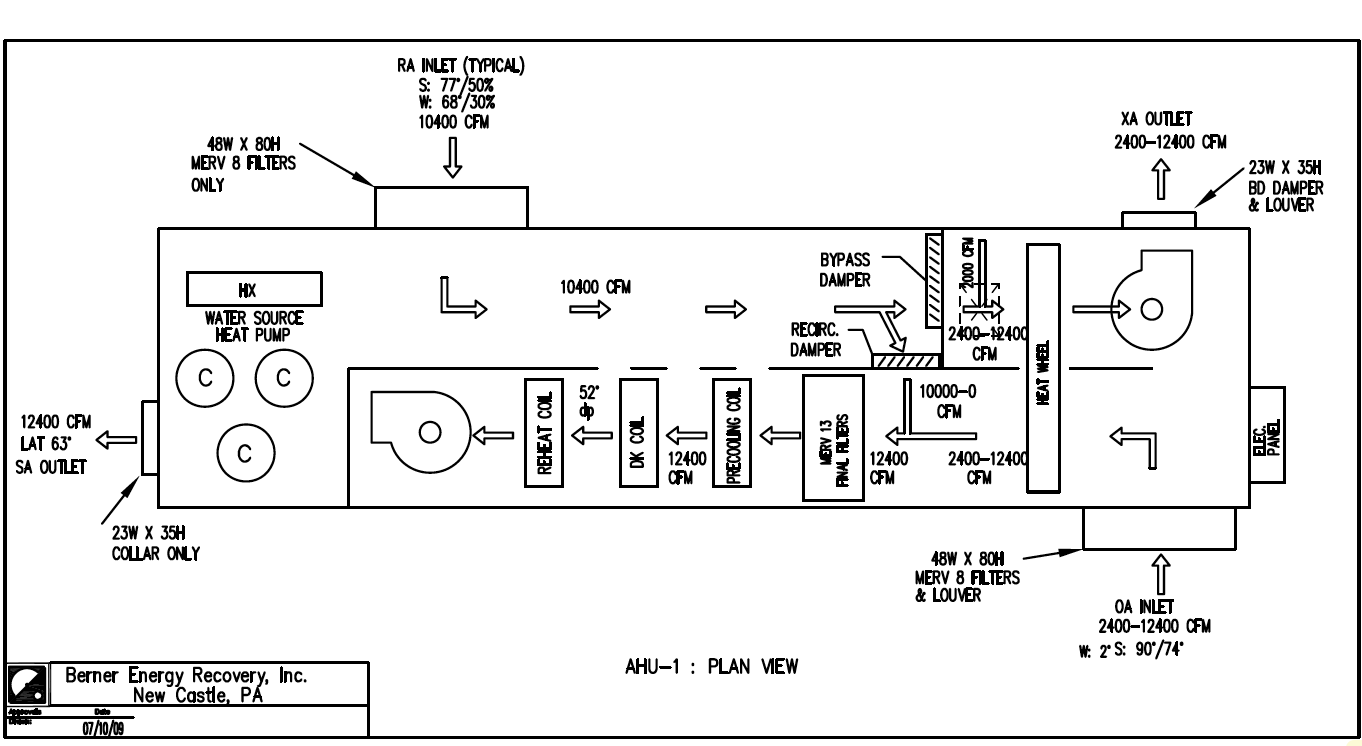 RA INLET (TYPICAL)
S: 77°/50%
W: 68°/30%
10400 CFM
XA OUTLET
2400-12400 CFM
48W X 80H
MERV 8 FILTERS
ONLY
23W X 35H
BD DAMPER
& LOUVER
BYPASS
DAMPER
2000 CFM
HX
WATER SOURCE
HEAT PUMP
10400 CFM
RECIRC.
DAMPER
2400-12400
CFM
HEAT WHEEL
C
C
C
12400 CFM
LAT 63°
SA OUTLET
REHEAT COIL
52°
dp
DX COIL
12400
CFM
PRECOOLING COIL
MERV 13
FINAL FILTERS
12400
CFM
10000-0
CFM
2400-12400
CFM
ELEC.
PANEL
23W X 35H
COLLAR ONLY
48W X 80H
MERV 8 FILTERS
& LOUVER
OA INLET
2400-12400 CFM
W: 2° S: 90°/74°
AHU-1 : PLAN VIEW
Berner Energy Recovery, Inc.
New Castle, PA
Approvals
Date
07/10/09